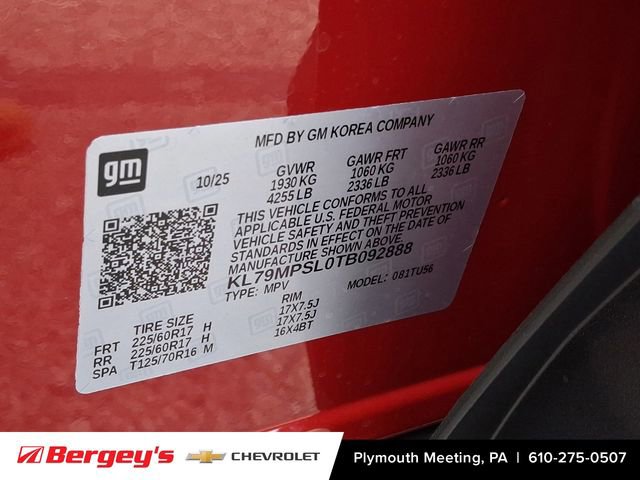 MFD BY GM KOREA COMPANY
gm
10/25
GVWR
1930 KG
4255 LB
GAWR FRT
1060 KG
2336 LB
GAWR RR
1060 KG
2336 LB
THIS VEHICLE CONFORMS TO ALL
APPLICABLE U.S. FEDERAL MOTOR
VEHICLE SAFETY AND THEFT PREVENTION
STANDARDS IN EFFECT ON THE DATE OF
MANUFACTURE SHOWN ABOVE
KL79MPSL0TB092888
TYPE: MPV
MODEL: 081TU56
TIRE SIZE
RIM
FRT 225/60R17 H 17X7.5J
RR 225/60R17 H 17X7.5J
SPA T125/70R16 M 16X4BT
Bergey's CHEVROLET Plymouth Meeting, PA | 610-275-0507